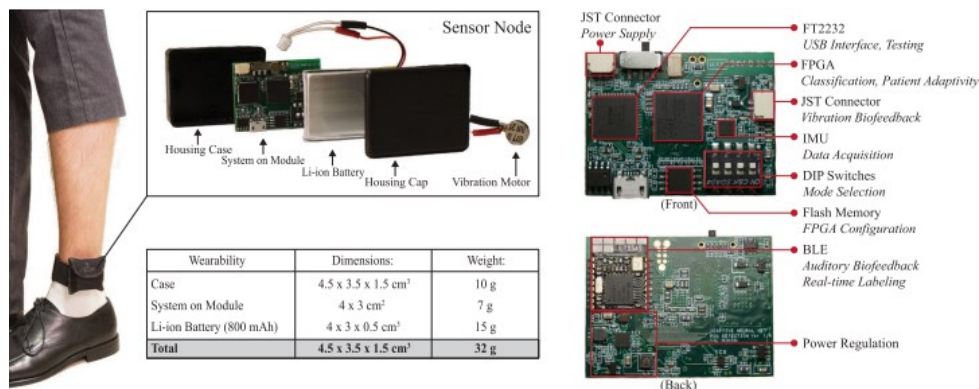 Sensor Node
Housing Case
System on Module
Li-ion Battery
Housing Cap
Vibration Motor
Wearability Dimensions: Weight:
Case 4.5 x 3.5 x 1.5 cm³ 10 g
System on Module 4 x 3 cm² 7 g
Li-ion Battery (800 mAh) 4 x 3 x 0.5 cm³ 15 g
Total 4.5 x 3.5 x 1.5 cm³ 32 g
JST Connector
Power Supply
FT2232
USB Interface, Testing
FPGA
Classification, Patient Adaptivity
JST Connector
Vibration Biofeedback
IMU
Data Acquisition
DIP Switches
Mode Selection
Flash Memory
FPGA Configuration
(Front)
BLE
Auditory Biofeedback
Real-time Labeling
Power Regulation
(Back)